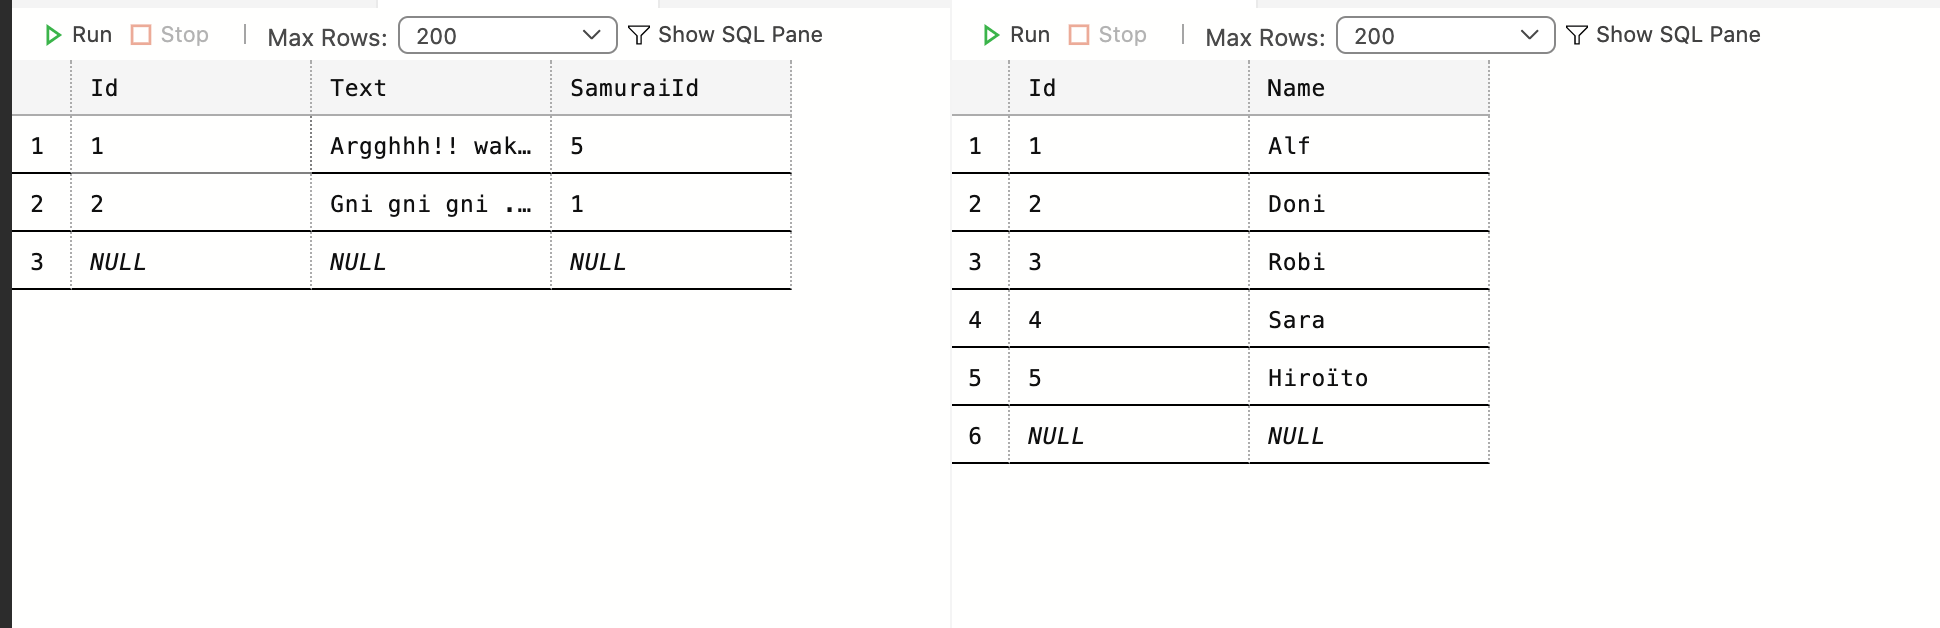 Run Stop | Max Rows: 200 Show SQL Pane
Id Text SamuraiId
1 1 Argghhh!! wak… 5
2 2 Gni gni gni .… 1
3 NULL NULL NULL
Run Stop | Max Rows: 200 Show SQL Pane
Id Name
1 1 Alf
2 2 Doni
3 3 Robi
4 4 Sara
5 5 Hiroïto
6 NULL NULL